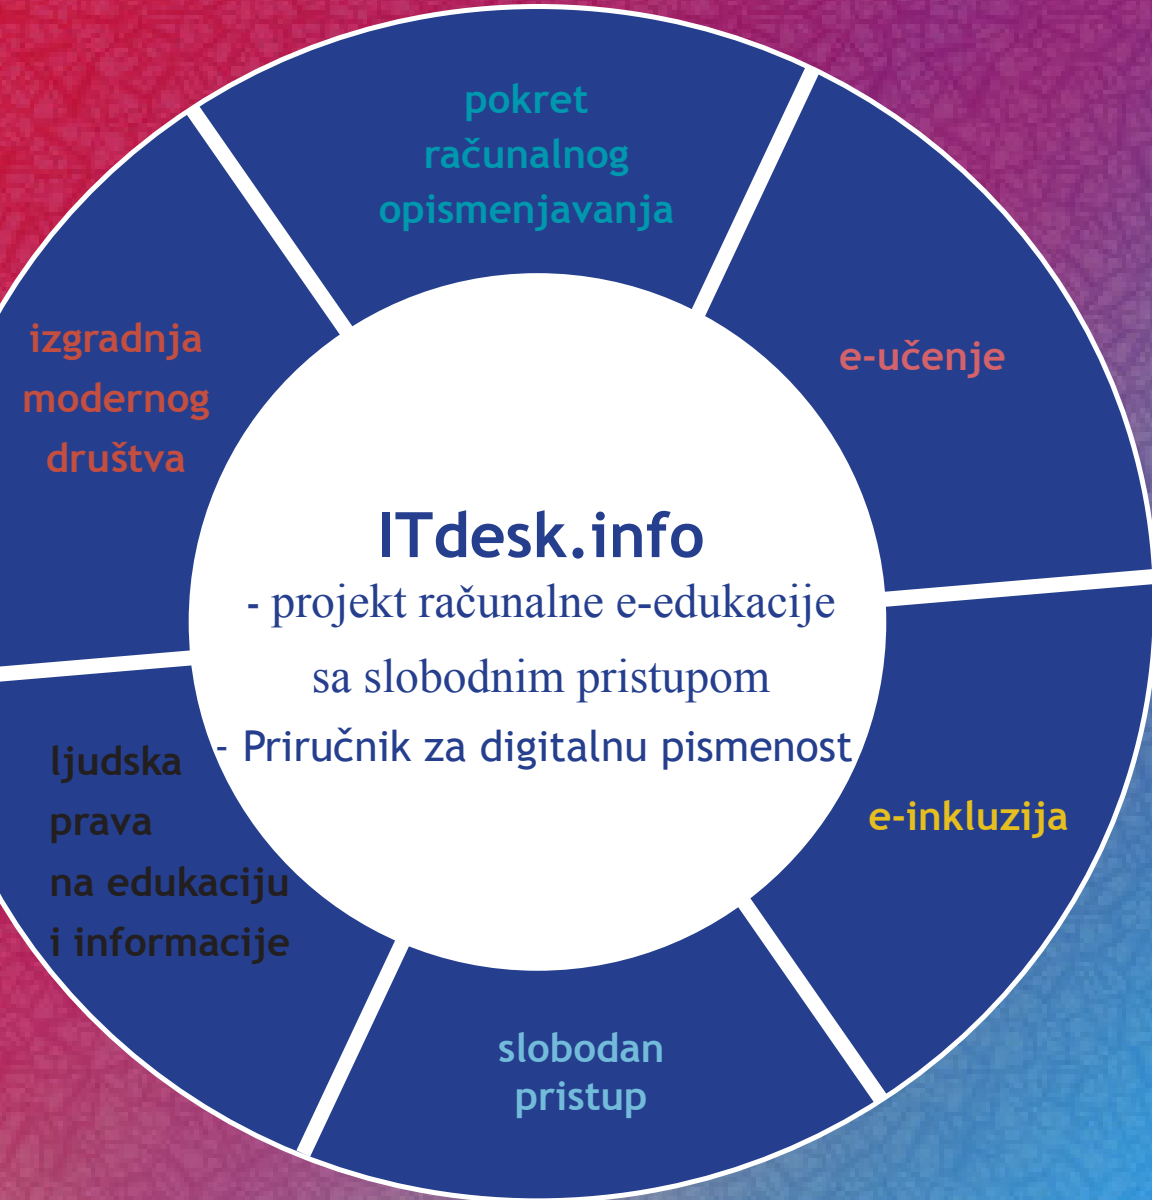 pokret
računalnog
opismenjavanja
e-učenje
izgradnja
modernog
društva
ITdesk.info
- projekt računalne e-edukacije
sa slobodnim pristupom
- Priručnik za digitalnu pismenost
ljudska
prava
na edukaciju
i informacije
e-inkluzija
slobodan
pristup